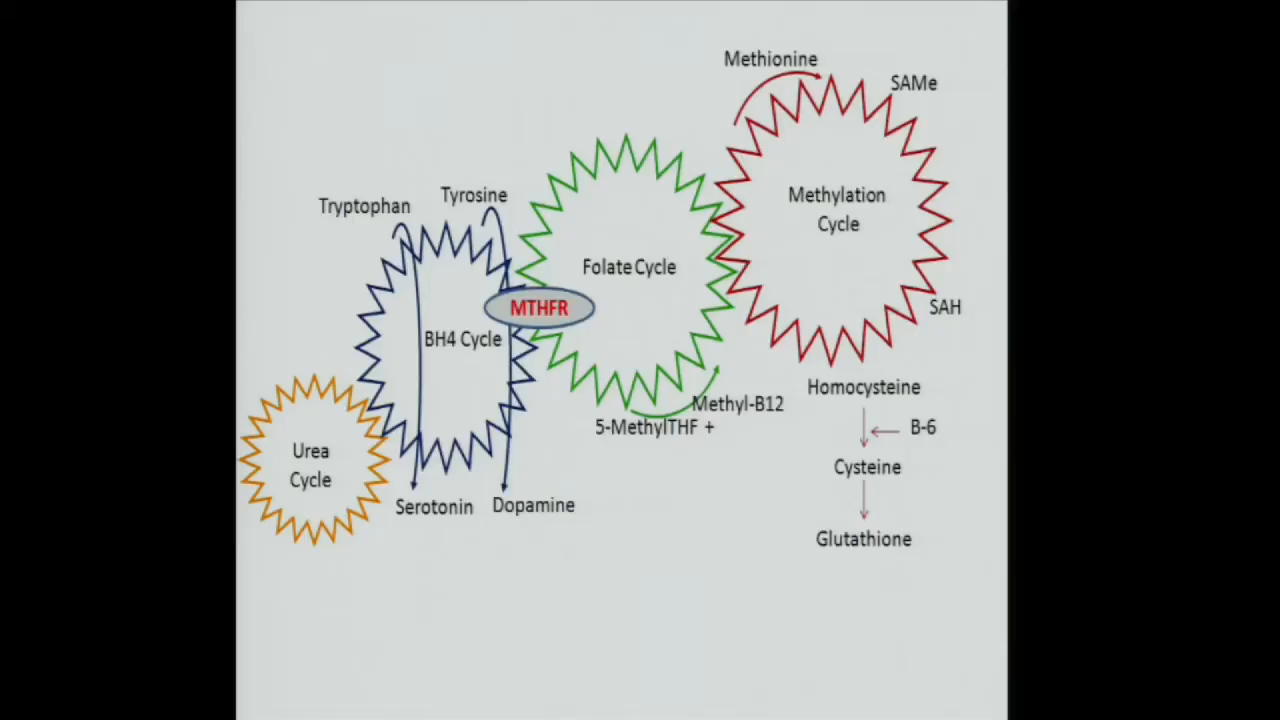 Methionine
SAMe
Methylation
Cycle
Tyrosine
Tryptophan
Folate Cycle
MTHFR
SAH
BH4 Cycle
Homocysteine
Methyl-B12
5-MethylTHF +
B-6
Urea
Cycle
Cysteine
Serotonin
Dopamine
Glutathione